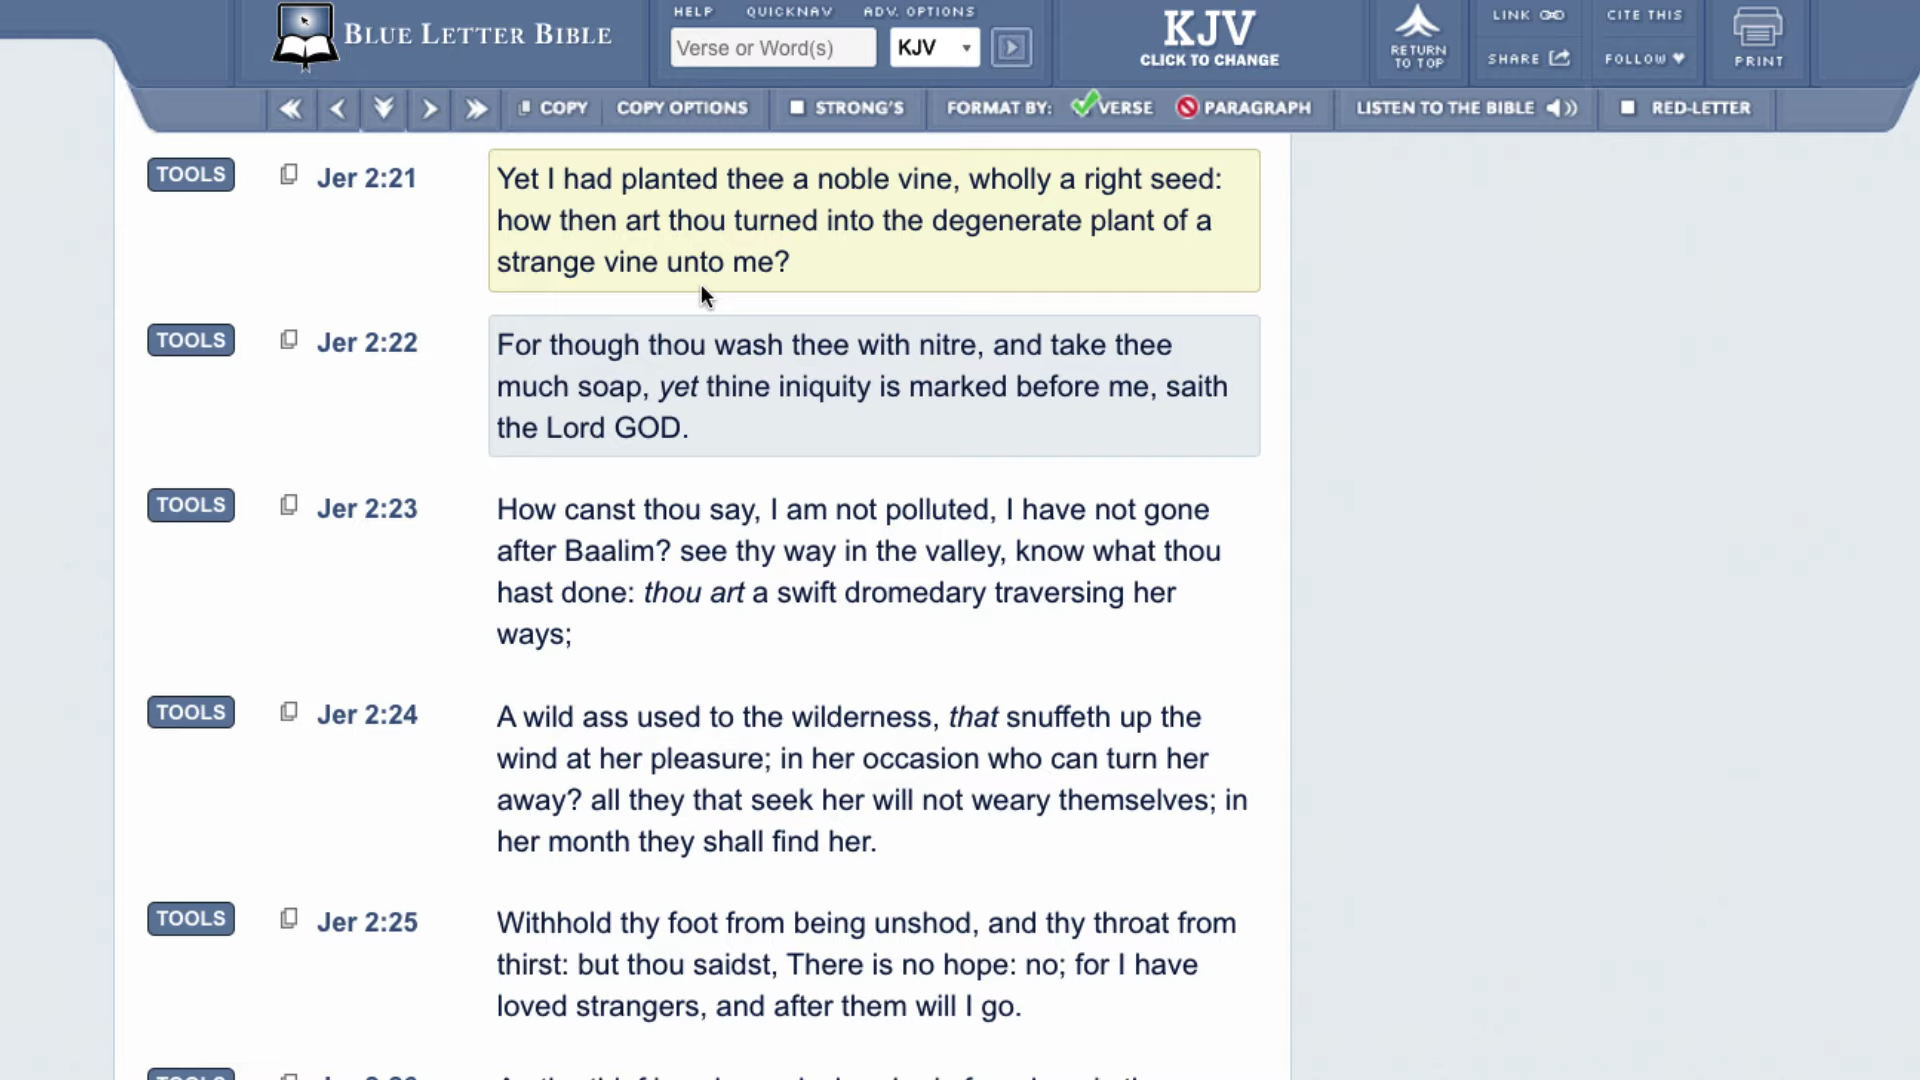 HELP QUICKNAV ADV. OPTIONS
BLUE LETTER BIBLE
Verse or Word(s) KJV
KJV
CLICK TO CHANGE
RETURN
TO TOP
LINK
SHARE
CITE THIS
FOLLOW
PRINT
COPY COPY OPTIONS STRONG'S FORMAT BY: VERSE PARAGRAPH LISTEN TO THE BIBLE RED-LETTER
TOOLS Jer 2:21 Yet I had planted thee a noble vine, wholly a right seed:
how then art thou turned into the degenerate plant of a
strange vine unto me?
TOOLS Jer 2:22 For though thou wash thee with nitre, and take thee
much soap, yet thine iniquity is marked before me, saith
the Lord GOD.
TOOLS Jer 2:23 How canst thou say, I am not polluted, I have not gone
after Baalim? see thy way in the valley, know what thou
hast done: thou art a swift dromedary traversing her
ways;
TOOLS Jer 2:24 A wild ass used to the wilderness, that snuffeth up the
wind at her pleasure; in her occasion who can turn her
away? all they that seek her will not weary themselves; in
her month they shall find her.
TOOLS Jer 2:25 Withhold thy foot from being unshod, and thy throat from
thirst: but thou saidst, There is no hope: no; for I have
loved strangers, and after them will I go.